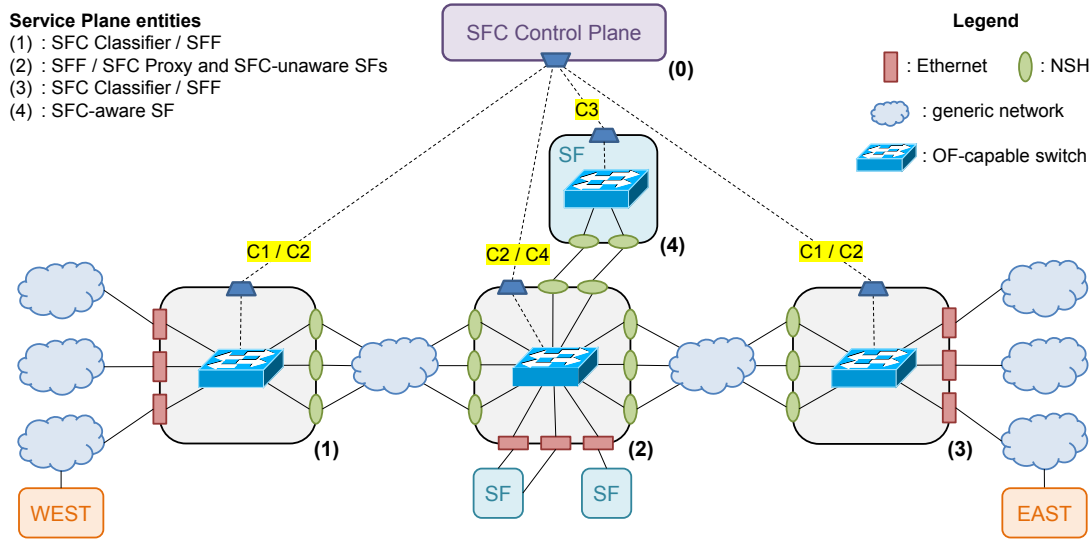 Service Plane entities
(1) : SFC Classifier / SFF
(2) : SFF / SFC Proxy and SFC-unaware SFs
(3) : SFC Classifier / SFF
(4) : SFC-aware SF
SFC Control Plane
(0)
Legend
: Ethernet
: NSH
: generic network
: OF-capable switch
C3
SF
(4)
C1 / C2
C2 / C4
C1 / C2
(1)
(2)
(3)
SF
SF
WEST
EAST